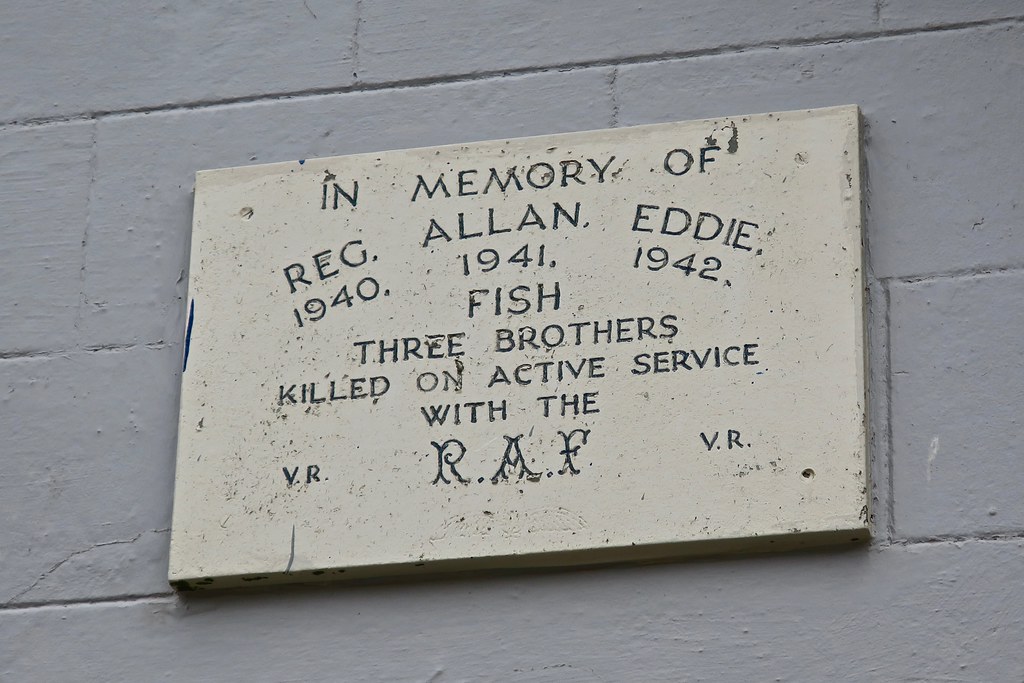 IN MEMORY OF
REG. ALLAN. EDDIE.
1940. 1941. 1942.
FISH
THREE BROTHERS
KILLED ON ACTIVE SERVICE
WITH THE
V.R. R.A.F. V.R.